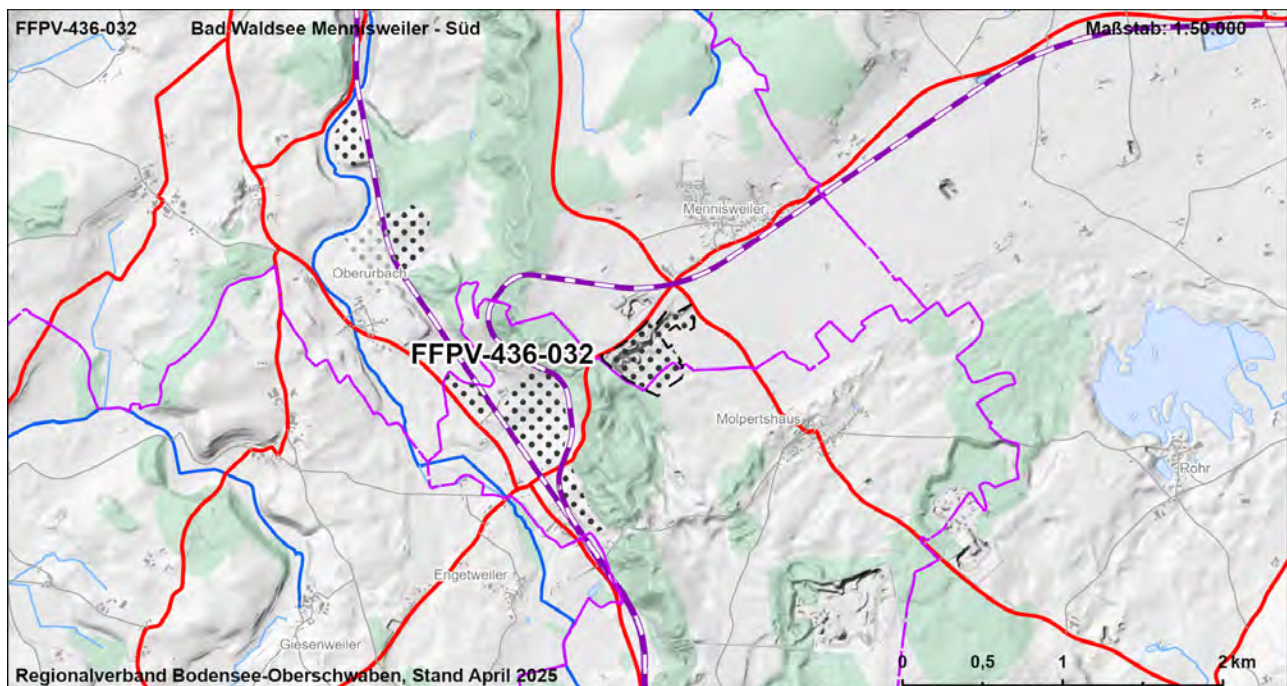 FFPV-436-032 Bad Waldsee Mennisweiler - Süd Maßstab: 1:50.000
Mennisweiler
Oberurbach
FFPV-436-032
Molpertshaus
Rohr
Engetweiler
Giesenweiler
0 0,5 1 2 km
Regionalverband Bodensee-Oberschwaben, Stand April 2025